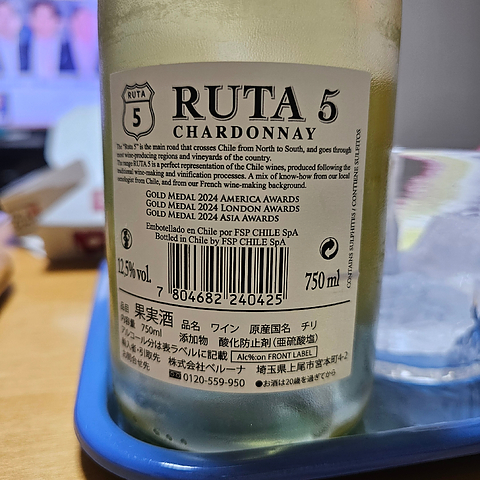 RUTA
5
RUTA 5
CHARDONNAY
The "Ruta 5" is the main road that crosses Chile from North to South, and goes through
most wine-producing regions and vineyards of the country.
The range RUTA 5 is a perfect representation of the Chile wines, produced following the
traditional wine-making and vinification processes. A mix of know-how from our local
oenologist from Chile, and from our French wine-making background.
GOLD MEDAL 2024 AMERICA AWARDS
GOLD MEDAL 2024 LONDON AWARDS
GOLD MEDAL 2024 ASIA AWARDS
Embotellado en Chile por FSP CHILE SpA
Bottled in Chile by FSP CHILE SpA
12.5% vol.
750 ml
CONTAINS SULPHITES / CONTIENE SULFITOS
7 804682 240425
品目 果実酒 品名 ワイン 原産国名 チリ
内容量 750ml 添加物 酸化防止剤(亜硫酸塩)
アルコール分は表ラベルに記載 Alc%:on FRONT LABEL
輸入者・引取先 株式会社ベルーナ 埼玉県上尾市宮本町4-2
お問合せ先 0120-559-950 ●お酒は20歳を過ぎてから